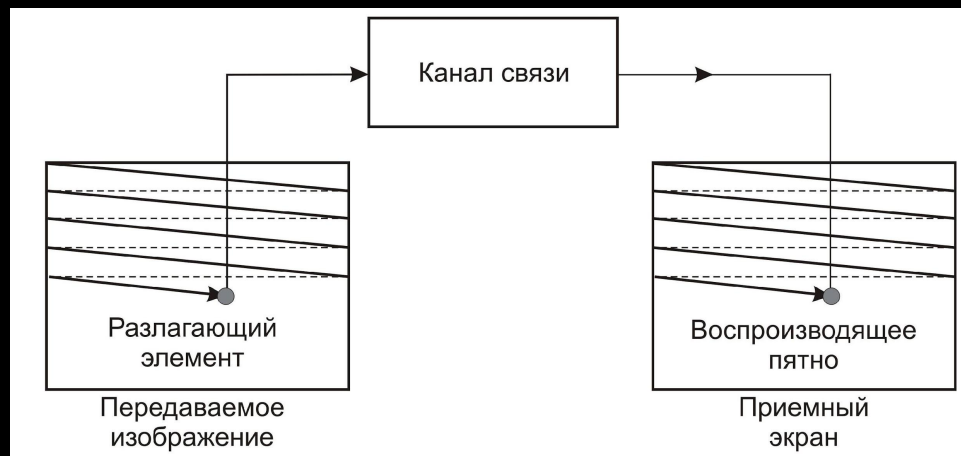 Канал связи
Разлагающий
элемент
Воспроизводящее
пятно
Передаваемое
изображение
Приемный
экран